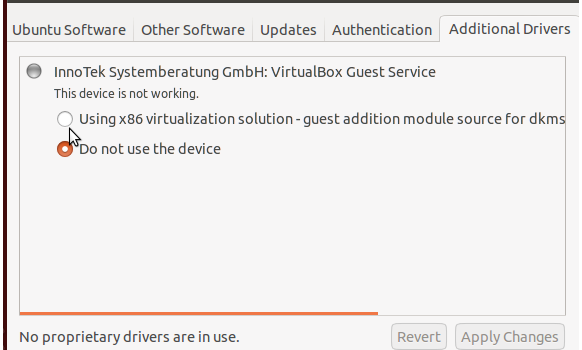 Ubuntu Software Other Software Updates Authentication Additional Drivers
InnoTek Systemberatung GmbH: VirtualBox Guest Service
This device is not working.
Using x86 virtualization solution - guest addition module source for dkms
Do not use the device
No proprietary drivers are in use. Revert Apply Changes